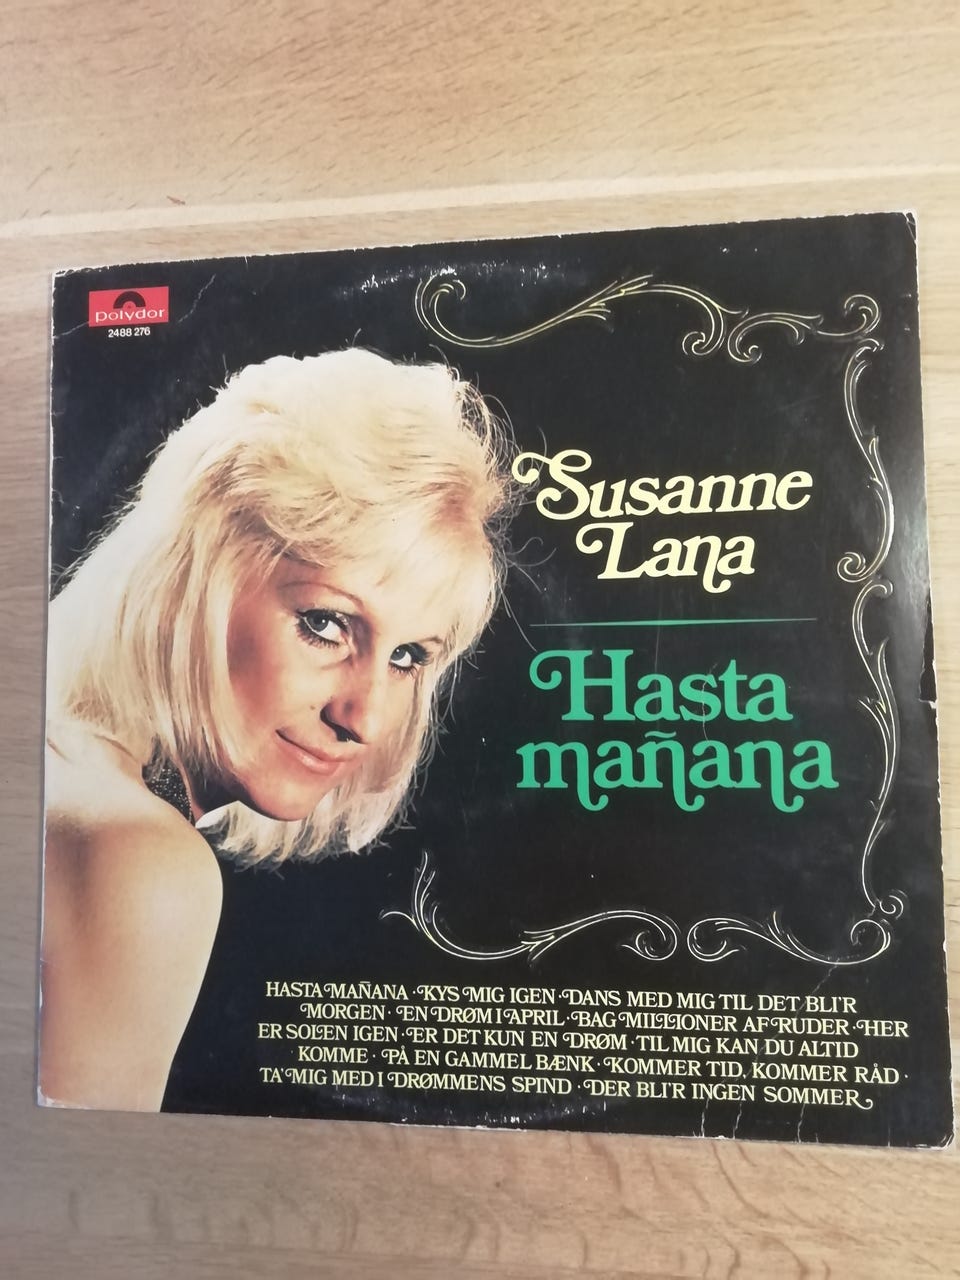 polydor
2488 276
Susanne
Lana
Hasta
mañana
HASTA MAÑANA · KYS MIG IGEN · DANS MED MIG TIL DET BLI'R
MORGEN · EN DRØM I APRIL · BAG MILLIONER AF RUDER · HER
ER SOLEN IGEN · ER DET KUN EN DRØM · TIL MIG KAN DU ALTID
KOMME · PÅ EN GAMMEL BÆNK · KOMMER TID, KOMMER RÅD ·
TA' MIG MED I DRØMMENS SPIND · DER BLI'R INGEN SOMMER